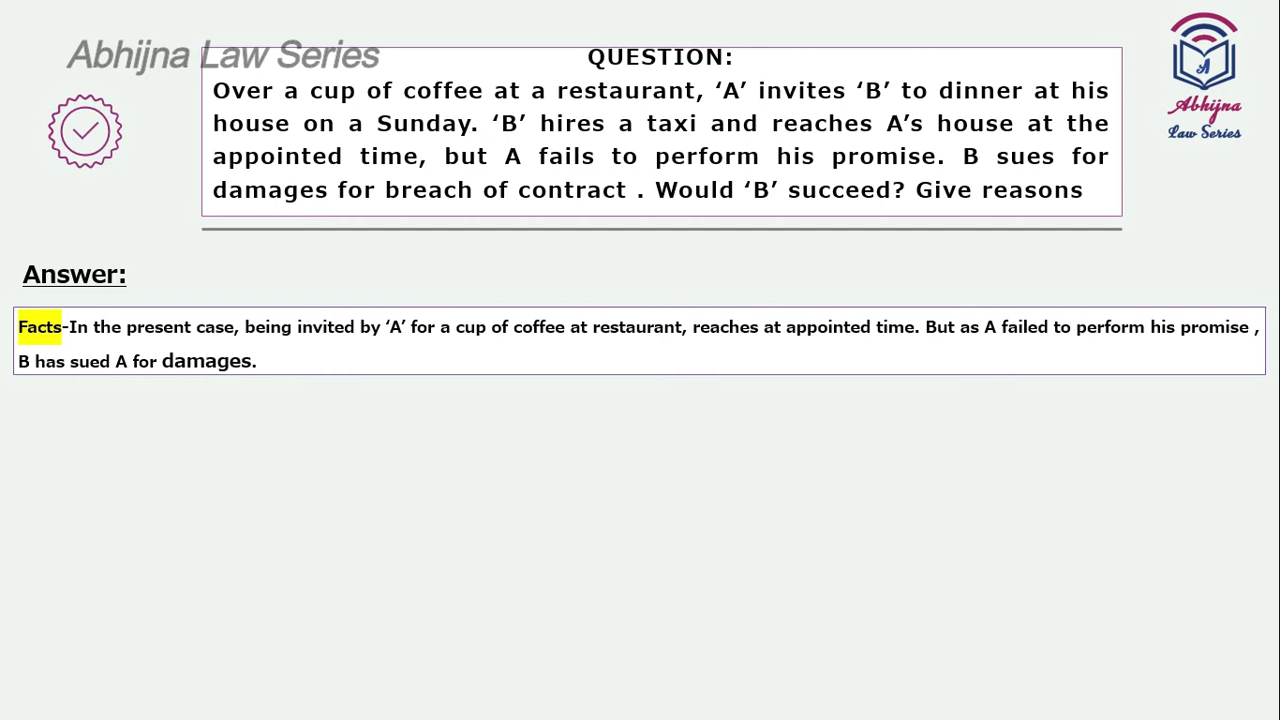 Abhijna Law Series
QUESTION:
Over a cup of coffee at a restaurant, ‘A’ invites ‘B’ to dinner at his
house on a Sunday. ‘B’ hires a taxi and reaches A’s house at the
appointed time, but A fails to perform his promise. B sues for
damages for breach of contract . Would ‘B’ succeed? Give reasons
A
Abhijna
Law Series
Answer:
Facts-In the present case, being invited by ‘A’ for a cup of coffee at restaurant, reaches at appointed time. But as A failed to perform his promise ,
B has sued A for damages.